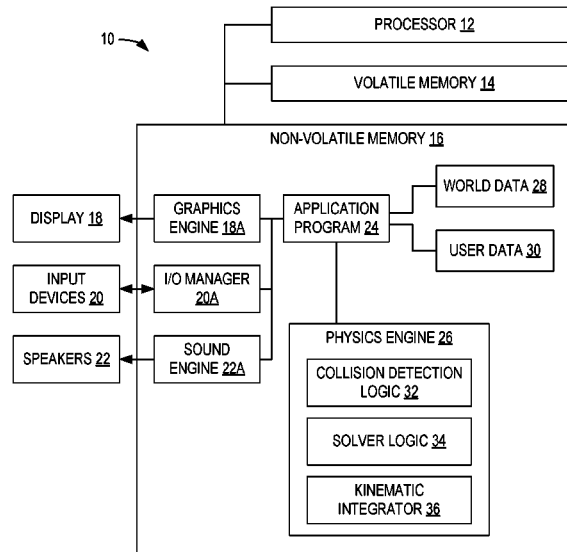 10
PROCESSOR 12
VOLATILE MEMORY 14
NON-VOLATILE MEMORY 16
DISPLAY 18
GRAPHICS
ENGINE 18A
APPLICATION
PROGRAM 24
WORLD DATA 28
USER DATA 30
INPUT
DEVICES 20
I/O MANAGER
20A
SPEAKERS 22
SOUND
ENGINE 22A
PHYSICS ENGINE 26
COLLISION DETECTION
LOGIC 32
SOLVER LOGIC 34
KINEMATIC
INTEGRATOR 36